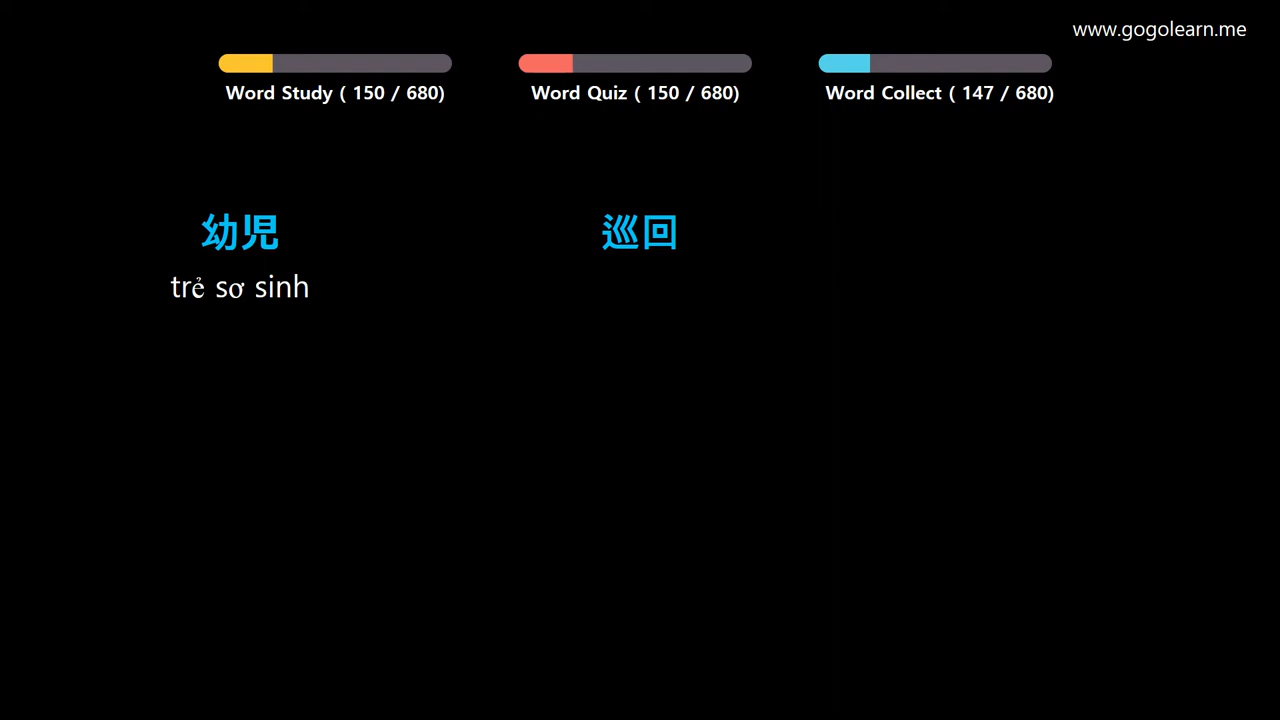 www.gogolearn.me
Word Study ( 150 / 680)
Word Quiz ( 150 / 680)
Word Collect ( 147 / 680)
幼児
trẻ sơ sinh
巡回